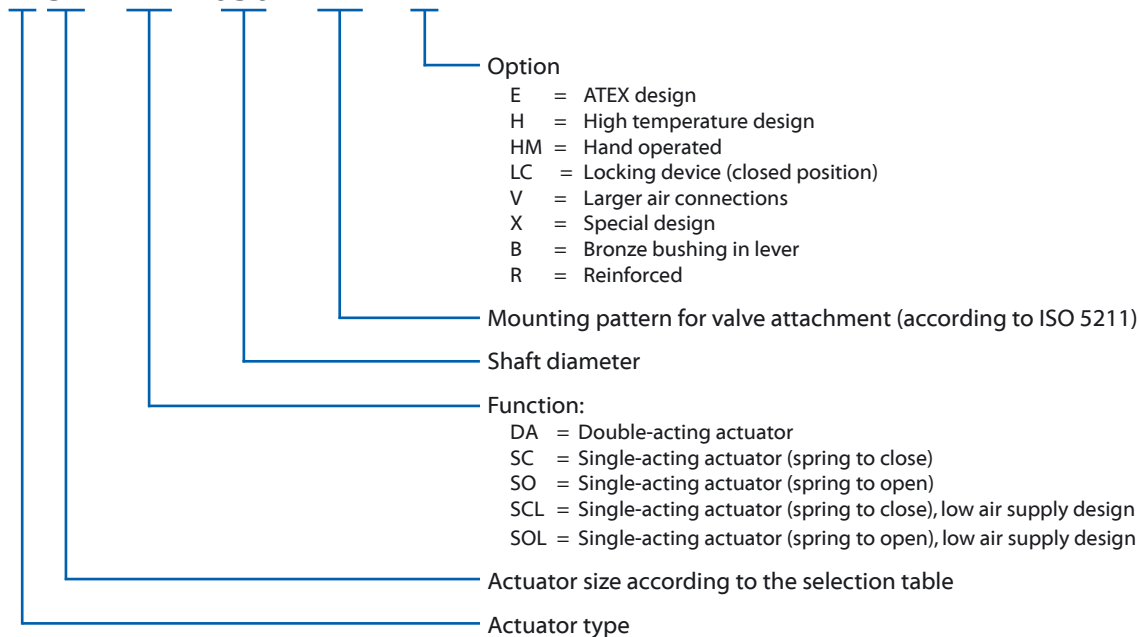 Option
E = ATEX design
H = High temperature design
HM = Hand operated
LC = Locking device (closed position)
V = Larger air connections
X = Special design
B = Bronze bushing in lever
R = Reinforced
Mounting pattern for valve attachment (according to ISO 5211)
Shaft diameter
Function:
DA = Double-acting actuator
SC = Single-acting actuator (spring to close)
SO = Single-acting actuator (spring to open)
SCL = Single-acting actuator (spring to close), low air supply design
SOL = Single-acting actuator (spring to open), low air supply design
Actuator size according to the selection table
Actuator type